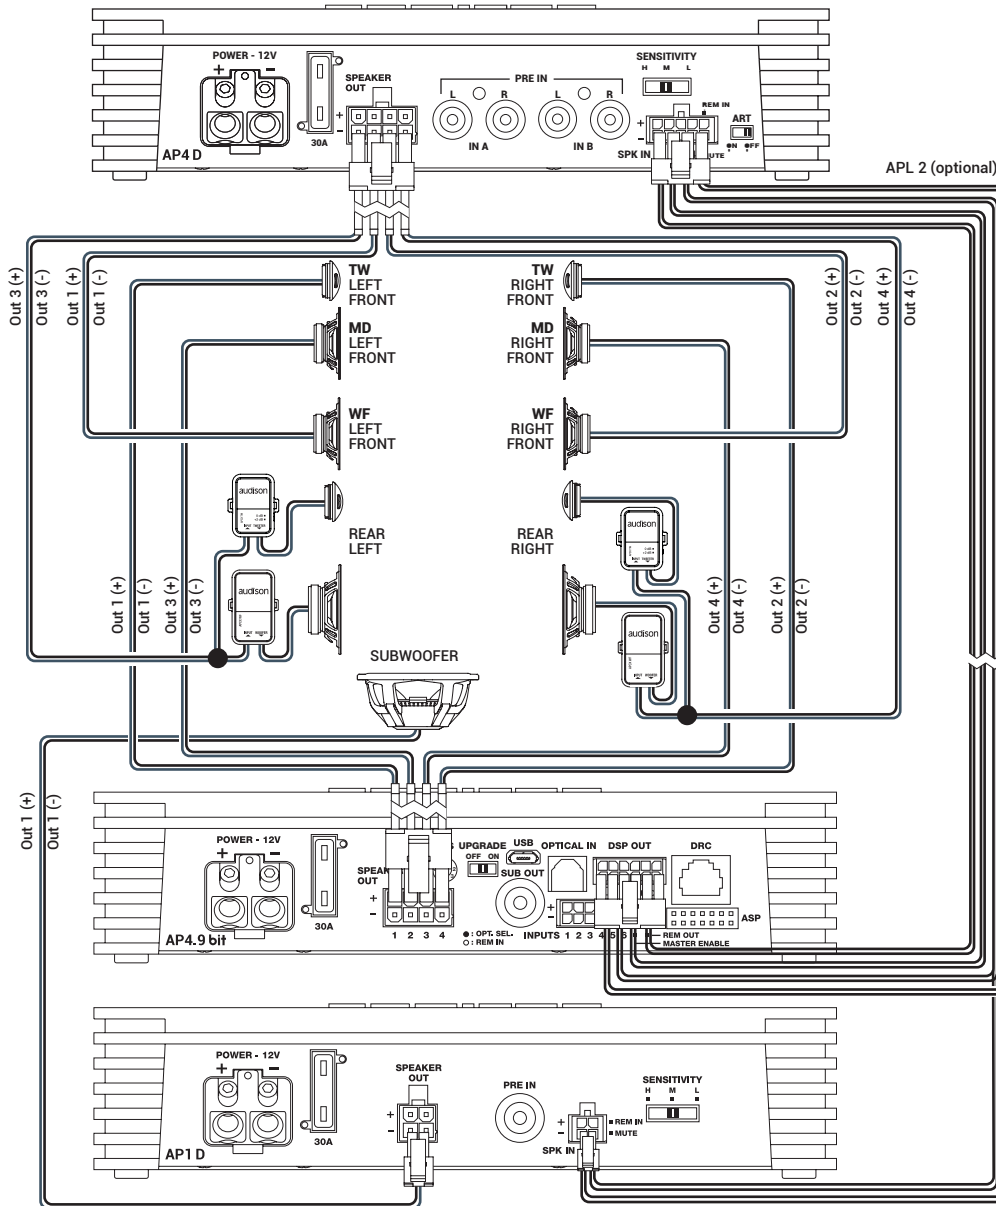 POWER - 12V
+ −
30A
SPEAKER
OUT
+
-
PRE IN
L R L R
IN A IN B
SENSITIVITY
H M L
REM IN
ART
ON OFF
+
-
SPK IN
MUTE
AP4 D
APL 2 (optional)
Out 3 (+)
Out 3 (-)
Out 1 (+)
Out 1 (-)
TW
LEFT
FRONT
TW
RIGHT
FRONT
Out 2 (+)
Out 2 (-)
Out 4 (+)
Out 4 (-)
MD
LEFT
FRONT
MD
RIGHT
FRONT
WF
LEFT
FRONT
WF
RIGHT
FRONT
audison
audison
REAR
LEFT
REAR
RIGHT
audison
audison
Out 1 (+)
Out 1 (-)
Out 3 (+)
Out 3 (-)
Out 4 (+)
Out 4 (-)
Out 2 (+)
Out 2 (-)
SUBWOOFER
Out 1 (+)
Out 1 (-)
POWER - 12V
+ −
30A
OUT
+
-
1 2 3 4
UPGRADE
OFF ON
USB
SUB OUT
OPTICAL IN
DSP OUT
DRC
+
-
ASP
●: OPT. SEL.
○: REM IN
INPUTS 1 2 3 4 5 6
REM OUT
MASTER ENABLE
AP4.9 bit
POWER - 12V
+ −
30A
SPEAKER
OUT
+
-
PRE IN
SENSITIVITY
H M L
+
-
REM IN
MUTE
SPK IN
AP1 D